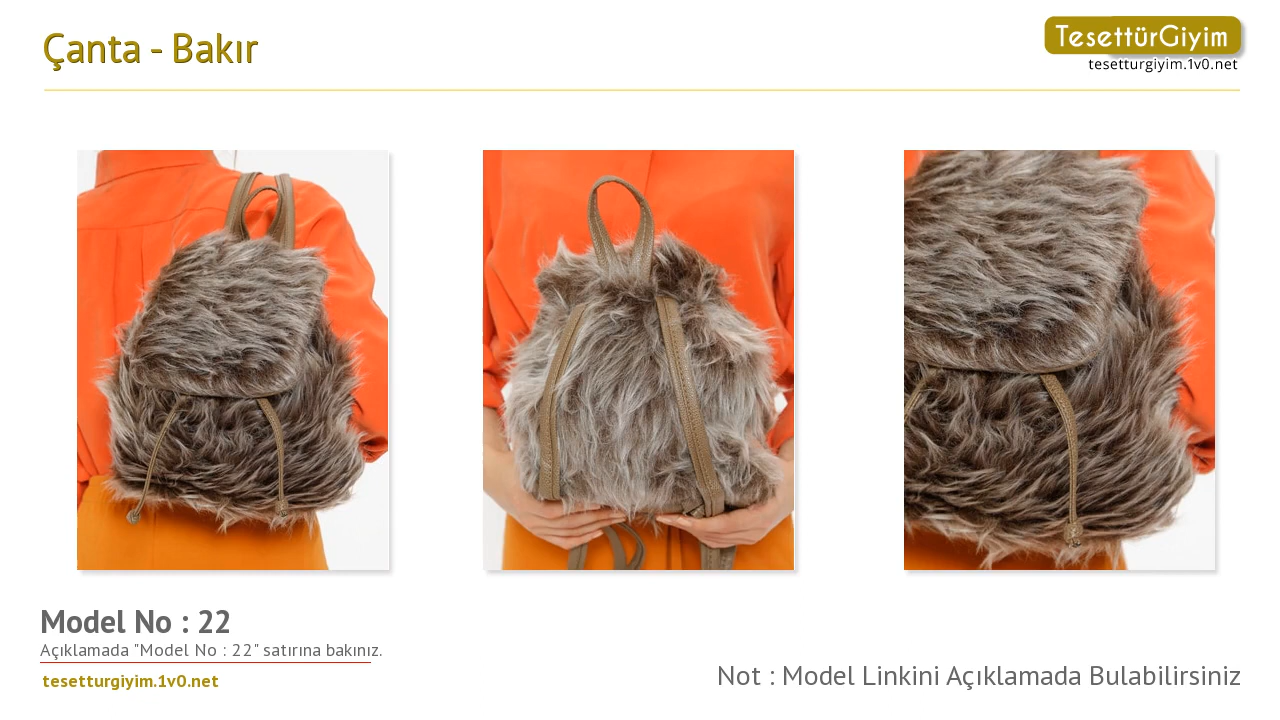 Çanta - Bakır
TesettürGiyim
tesetturgiyim.1v0.net
Model No : 22
Açıklamada "Model No : 22" satırına bakınız.
tesetturgiyim.1v0.net
Not : Model Linkini Açıklamada Bulabilirsiniz